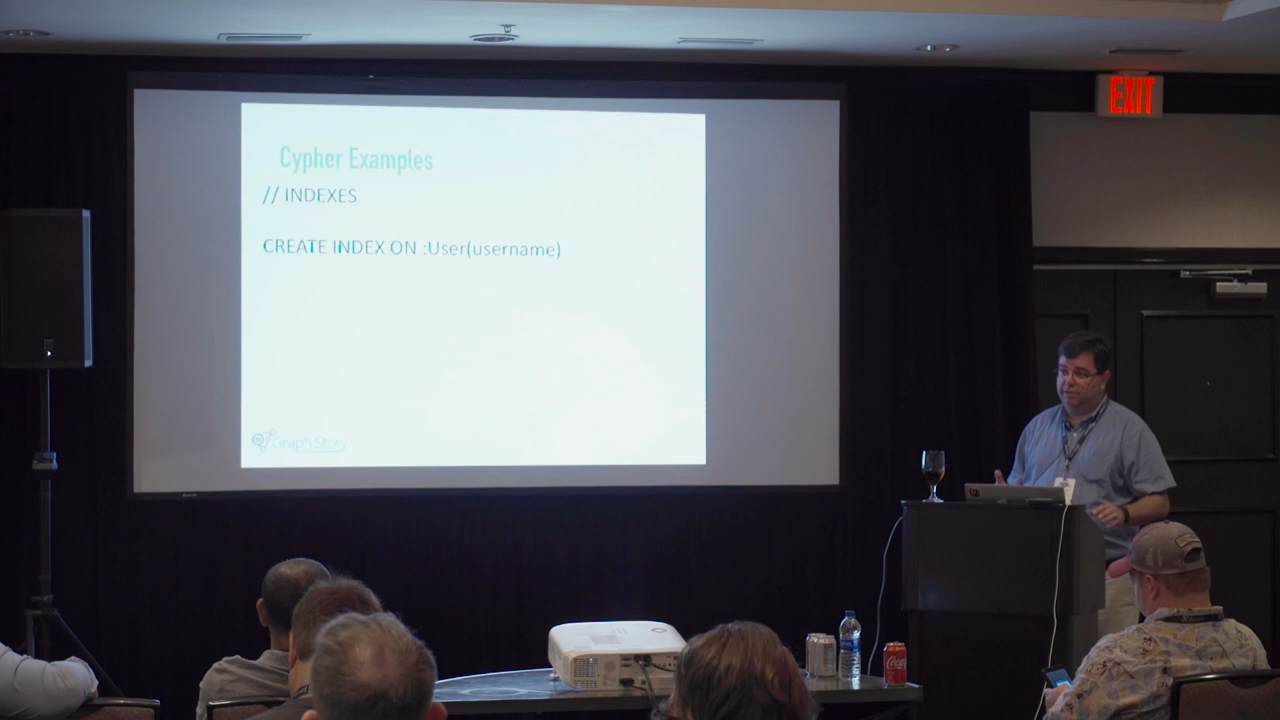 EXIT
Cypher Examples
// INDEXES
CREATE INDEX ON :User(username)
Graph Story